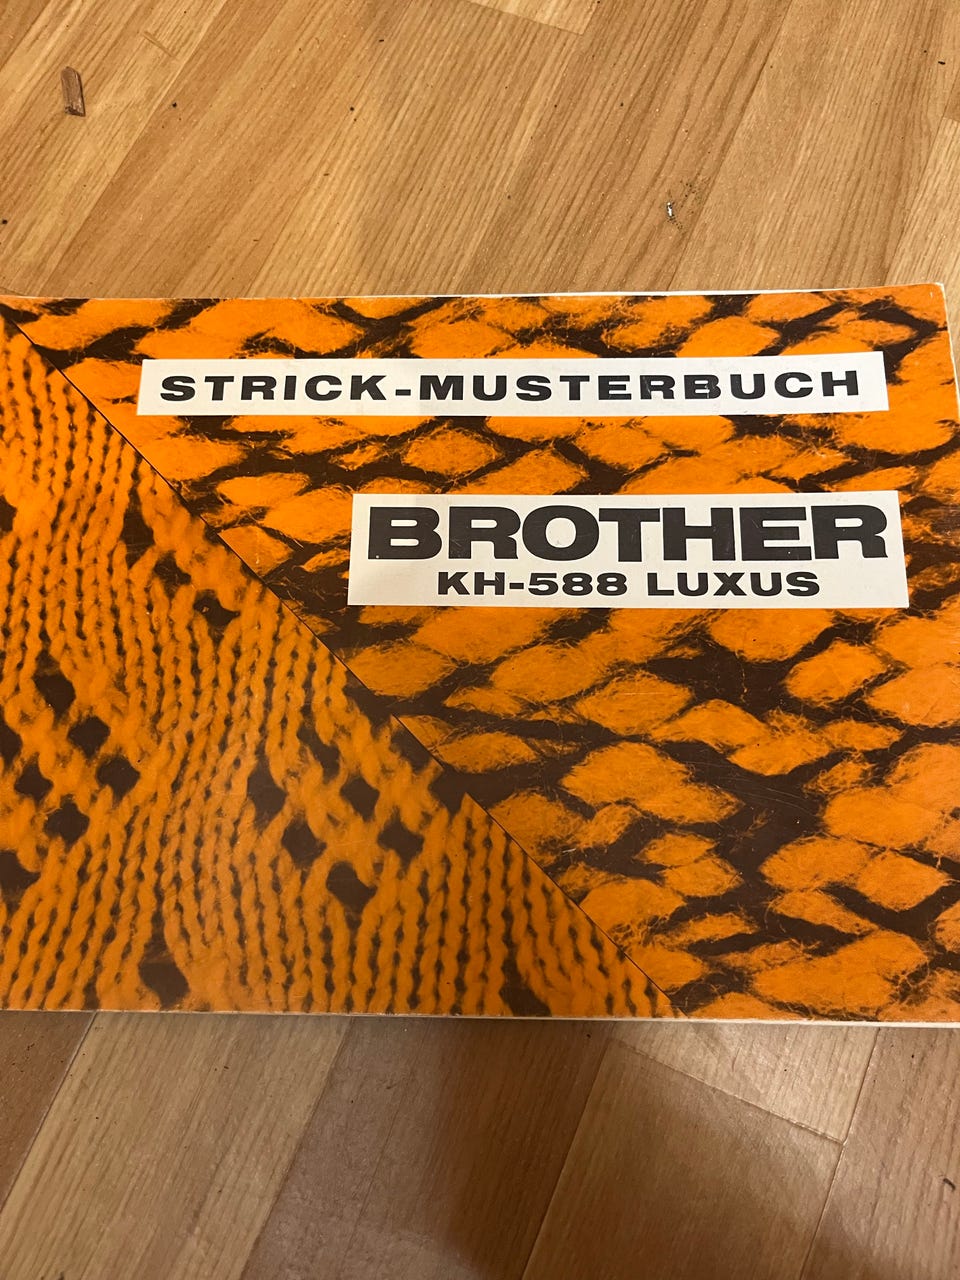 STRICK-MUSTERBUCH
BROTHER
KH-588 LUXUS